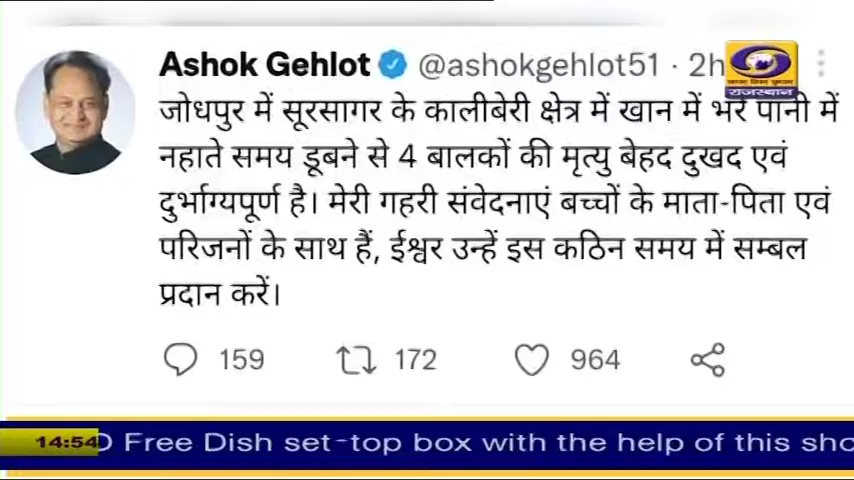 Ashok Gehlot @ashokgehlot51 · 2h
राजस्थान
जोधपुर में सूरसागर के कालीबेरी क्षेत्र में खान में भरे पानी में
नहाते समय डूबने से 4 बालकों की मृत्यु बेहद दुखद एवं
दुर्भाग्यपूर्ण है। मेरी गहरी संवेदनाएं बच्चों के माता-पिता एवं
परिजनों के साथ हैं, ईश्वर उन्हें इस कठिन समय में सम्बल
प्रदान करें।
159 172 964
14:54 D Free Dish set-top box with the help of this sho